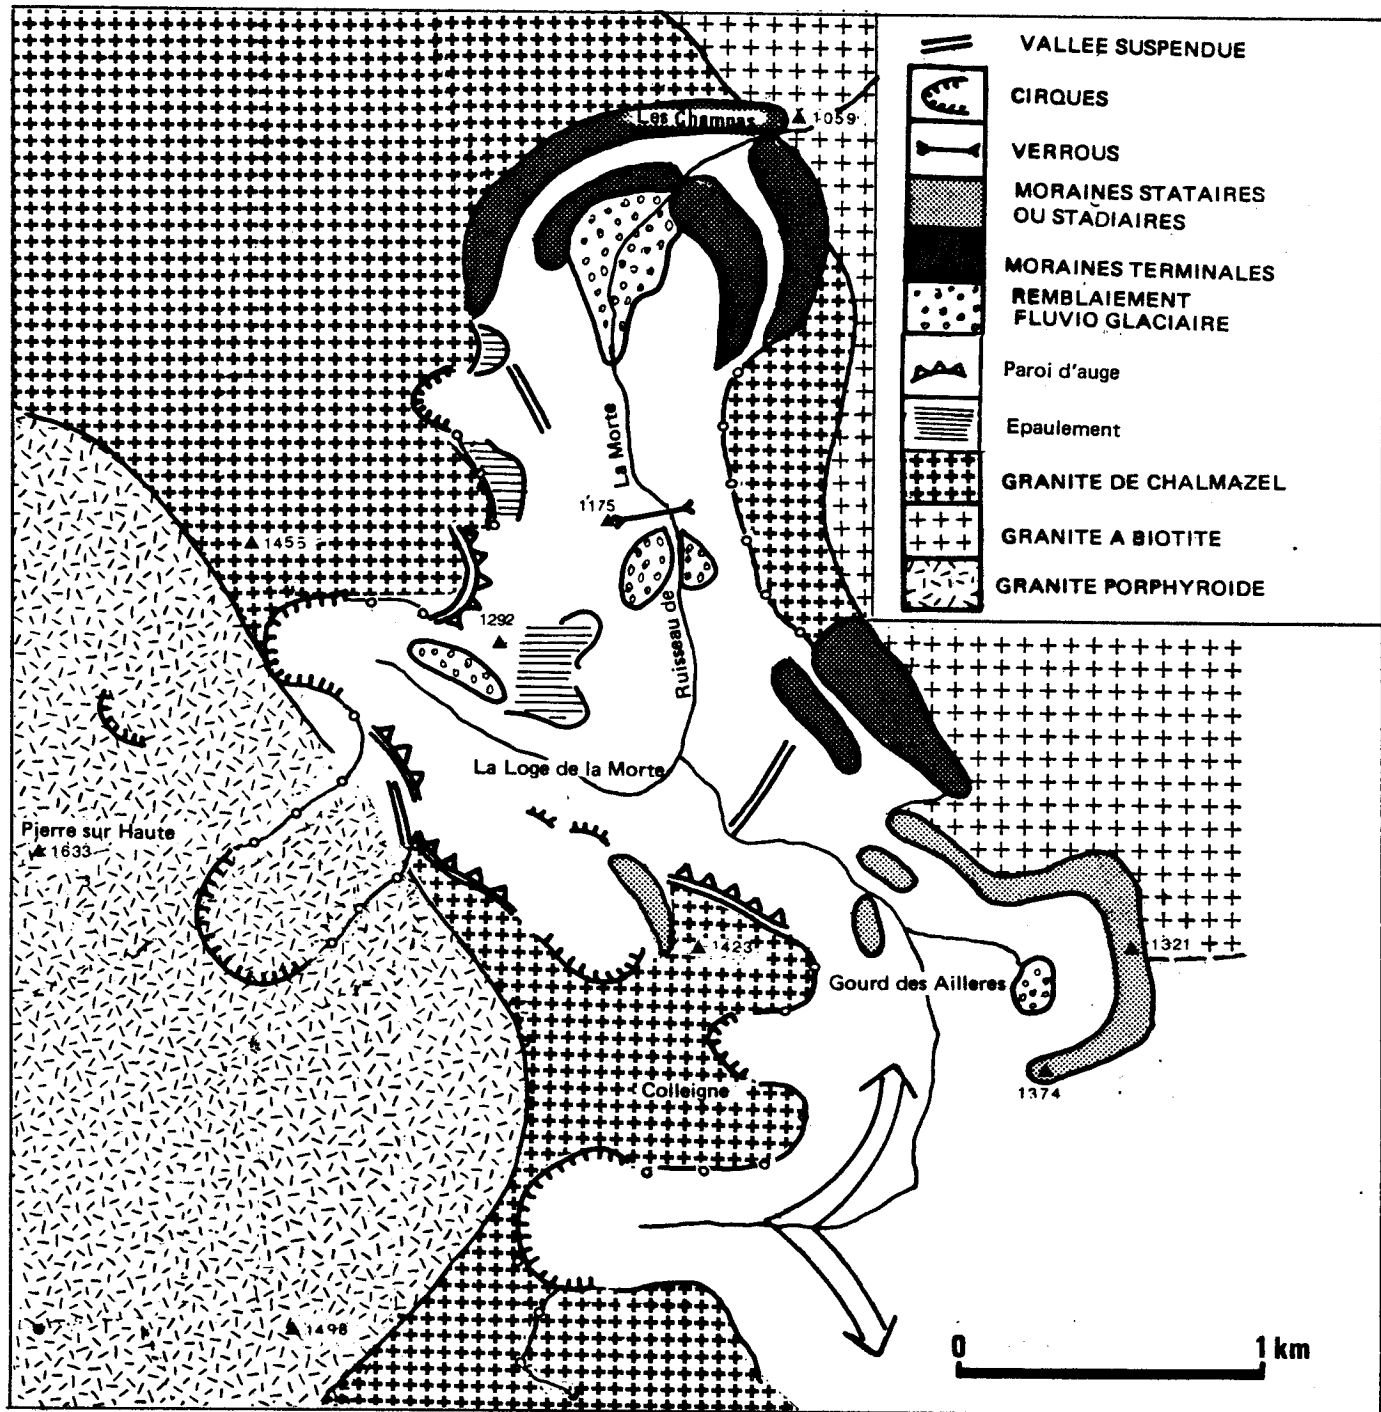 VALLEE SUSPENDUE
CIRQUES
VERROUS
MORAINES STATAIRES
OU STADIAIRES
MORAINES TERMINALES
REMBLAIEMENT
FLUVIO GLACIAIRE
Paroi d'auge
Epaulement
GRANITE DE CHALMAZEL
GRANITE A BIOTITE
GRANITE PORPHYROIDE
Les Champas
1059
La Morte
1175
1455
1292
Ruisseau de
La Loge de la Morte
Pierre sur Haute
1633
1423
1321
Gourd des Ailleres
1374
Colleigne
1498
0 1 km